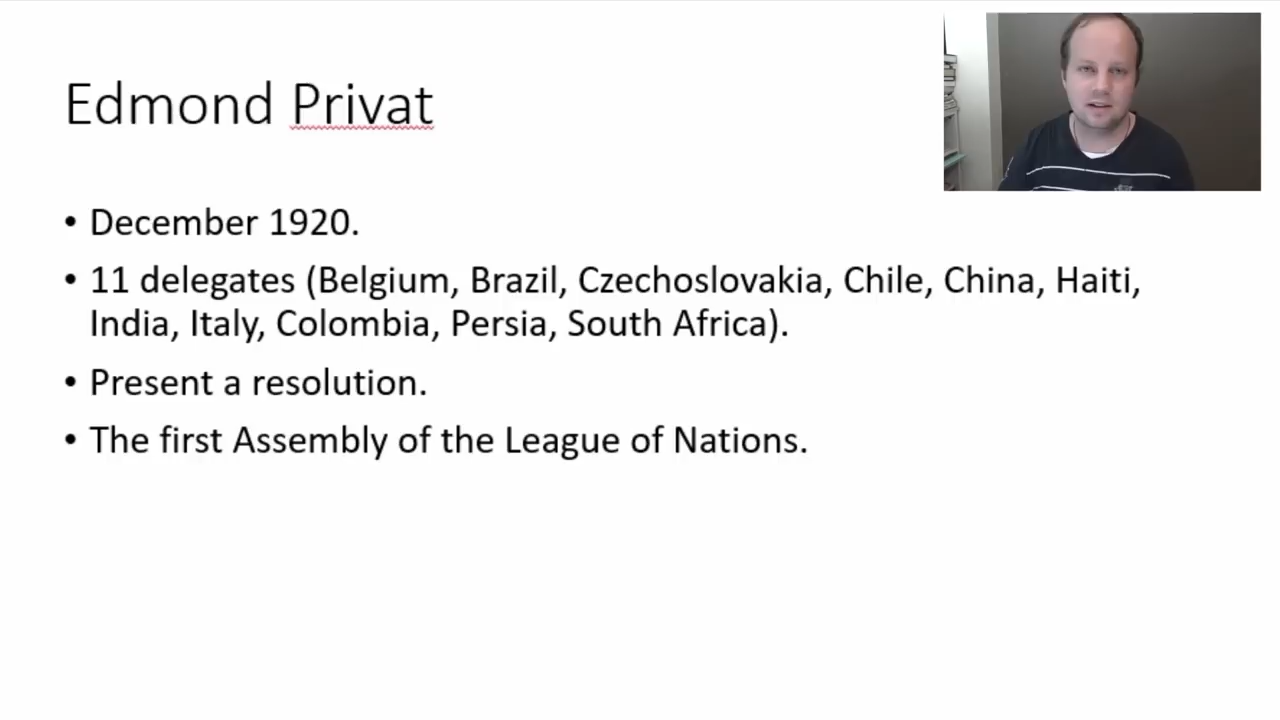 Edmond Privat
• December 1920.
• 11 delegates (Belgium, Brazil, Czechoslovakia, Chile, China, Haiti,
India, Italy, Colombia, Persia, South Africa).
• Present a resolution.
• The first Assembly of the League of Nations.